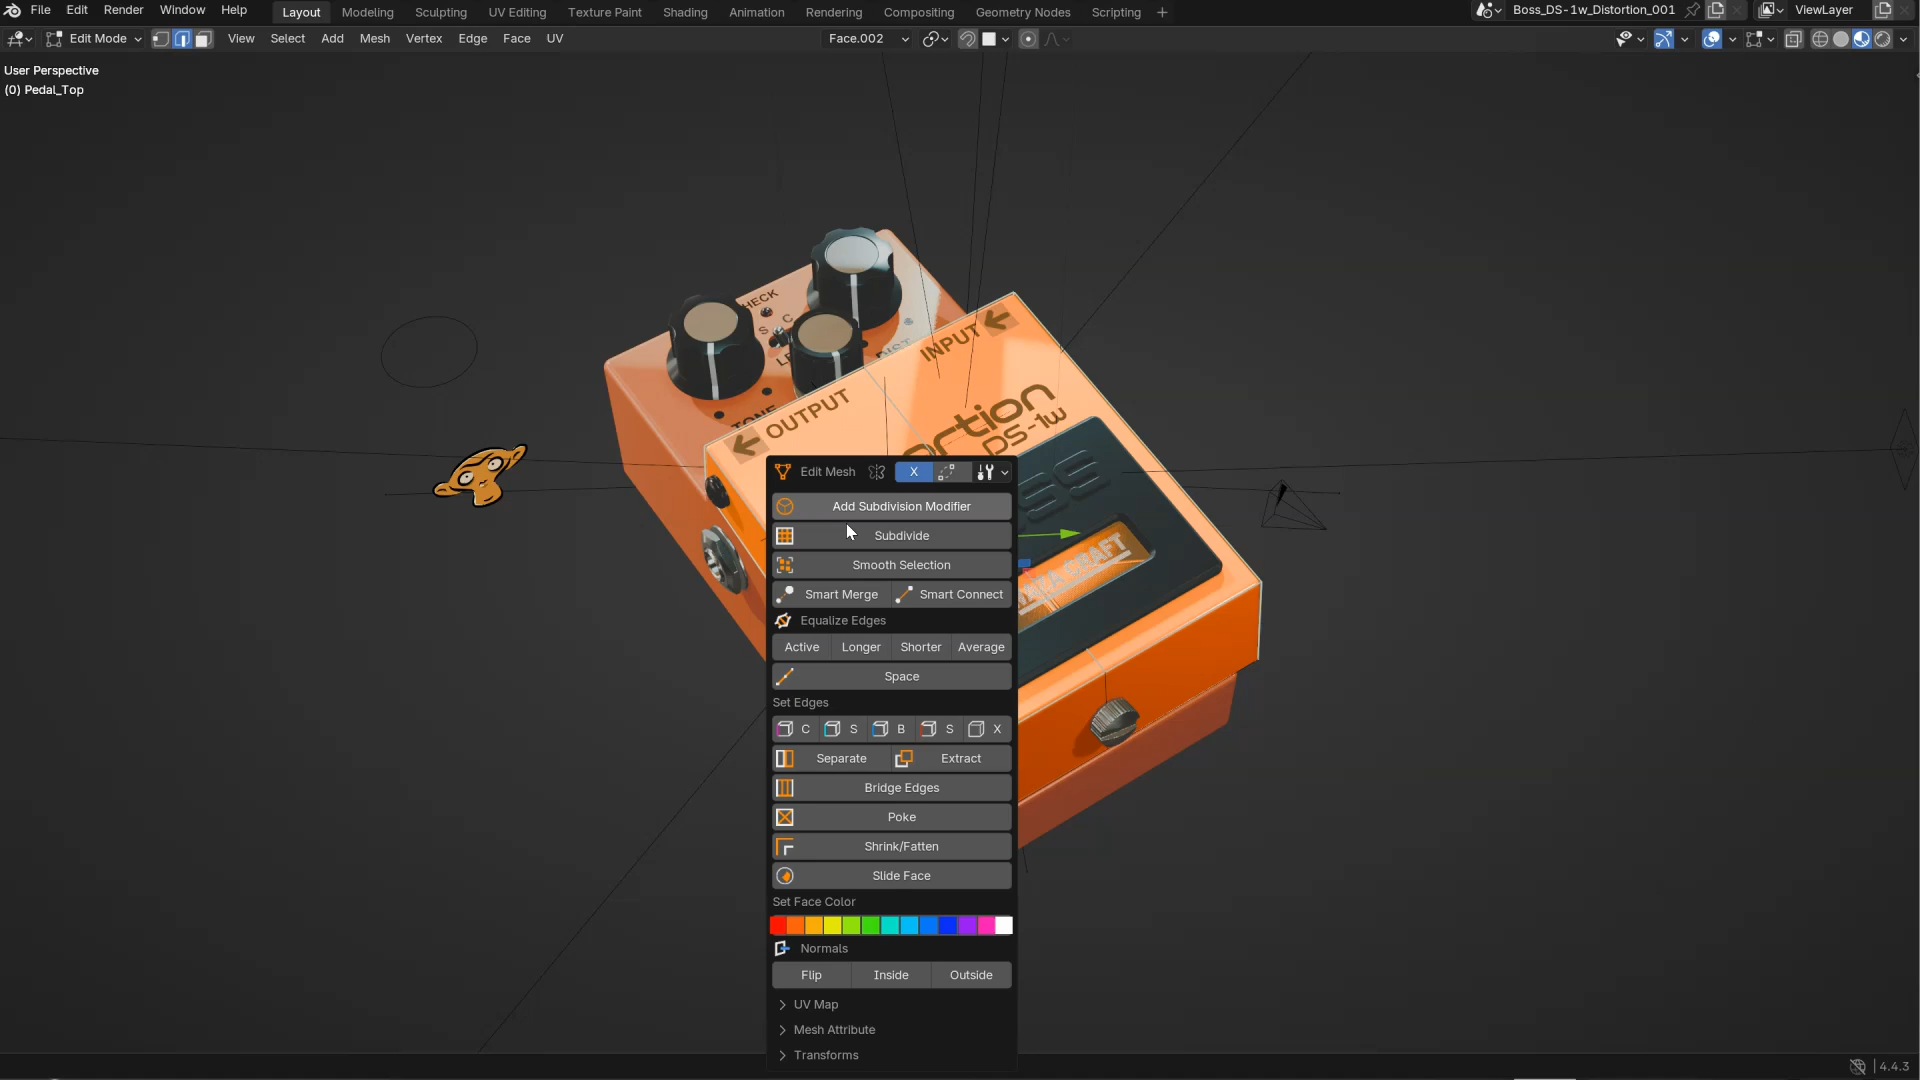 File Edit Render Window Help Layout Modeling Sculpting UV Editing Texture Paint Shading Animation Rendering Compositing Geometry Nodes Scripting + Boss_DS-1w_Distortion_001 ViewLayer
Edit Mode View Select Add Mesh Vertex Edge Face UV Face.002
User Perspective
(0) Pedal_Top
HECK
S C
LE
DIST
TONE
INPUT
OUTPUT
ortion
DS-1w
Edit Mesh X
Add Subdivision Modifier
Subdivide
Smooth Selection
Smart Merge Smart Connect
Equalize Edges
Active Longer Shorter Average
Space
Set Edges
C S B S X
Separate Extract
Bridge Edges
Poke
Shrink/Fatten
Slide Face
Set Face Color
Normals
Flip Inside Outside
UV Map
Mesh Attribute
Transforms
4.4.3